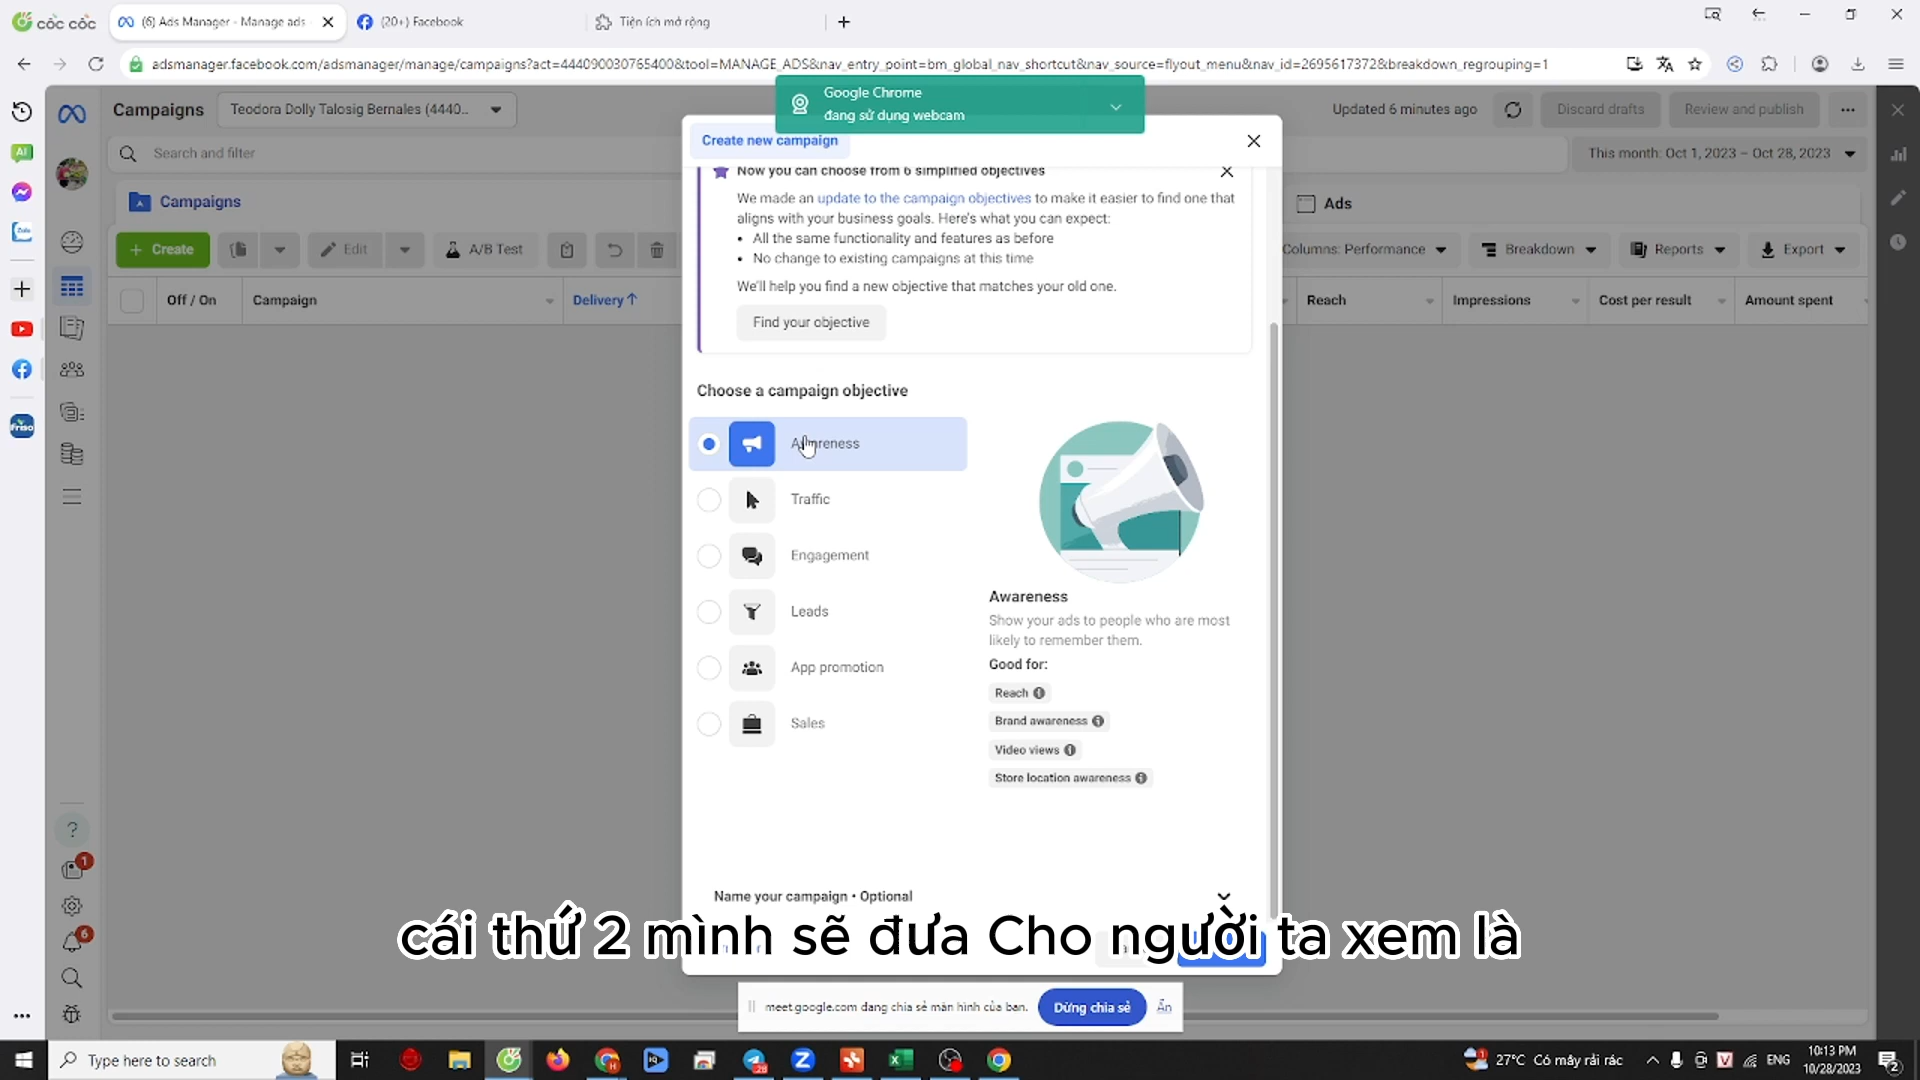 cốc cốc
(6) Ads Manager - Manage ads
(20+) Facebook
Tiện ích mở rộng
adsmanager.facebook.com/adsmanager/manage/campaigns?act=444090030765400&tool=MANAGE_ADS&nav_entry_point=bm_global_nav_shortcut&nav_source=flyout_menu&nav_id=2695617372&breakdown_regrouping=1
Google Chrome
đang sử dụng webcam
Campaigns
Teodora Dolly Talosig Bernales (4440...
Updated 6 minutes ago
Discard drafts
Review and publish
Create new campaign
Search and filter
This month: Oct 1, 2023 – Oct 28, 2023
Now you can choose from 6 simplified objectives
We made an update to the campaign objectives to make it easier to find one that
aligns with your business goals. Here's what you can expect:
• All the same functionality and features as before
• No change to existing campaigns at this time
We'll help you find a new objective that matches your old one.
Find your objective
Campaigns
Ads
Create
Edit
A/B Test
Columns: Performance
Breakdown
Reports
Export
Off / On
Campaign
Delivery ↑
Reach
Impressions
Cost per result
Amount spent
Choose a campaign objective
Awareness
Traffic
Engagement
Leads
App promotion
Sales
Awareness
Show your ads to people who are most
likely to remember them.
Good for:
Reach
Brand awareness
Video views
Store location awareness
Name your campaign • Optional
cái thứ 2 mình sẽ đưa Cho người ta xem là
meet.google.com đang chia sẻ màn hình của bạn.
Dừng chia sẻ
Ẩn
AI
Zalo
Friso
1
6
Type here to search
28
27°C Có mây rải rác
ENG
10:13 PM
10/28/2023
2